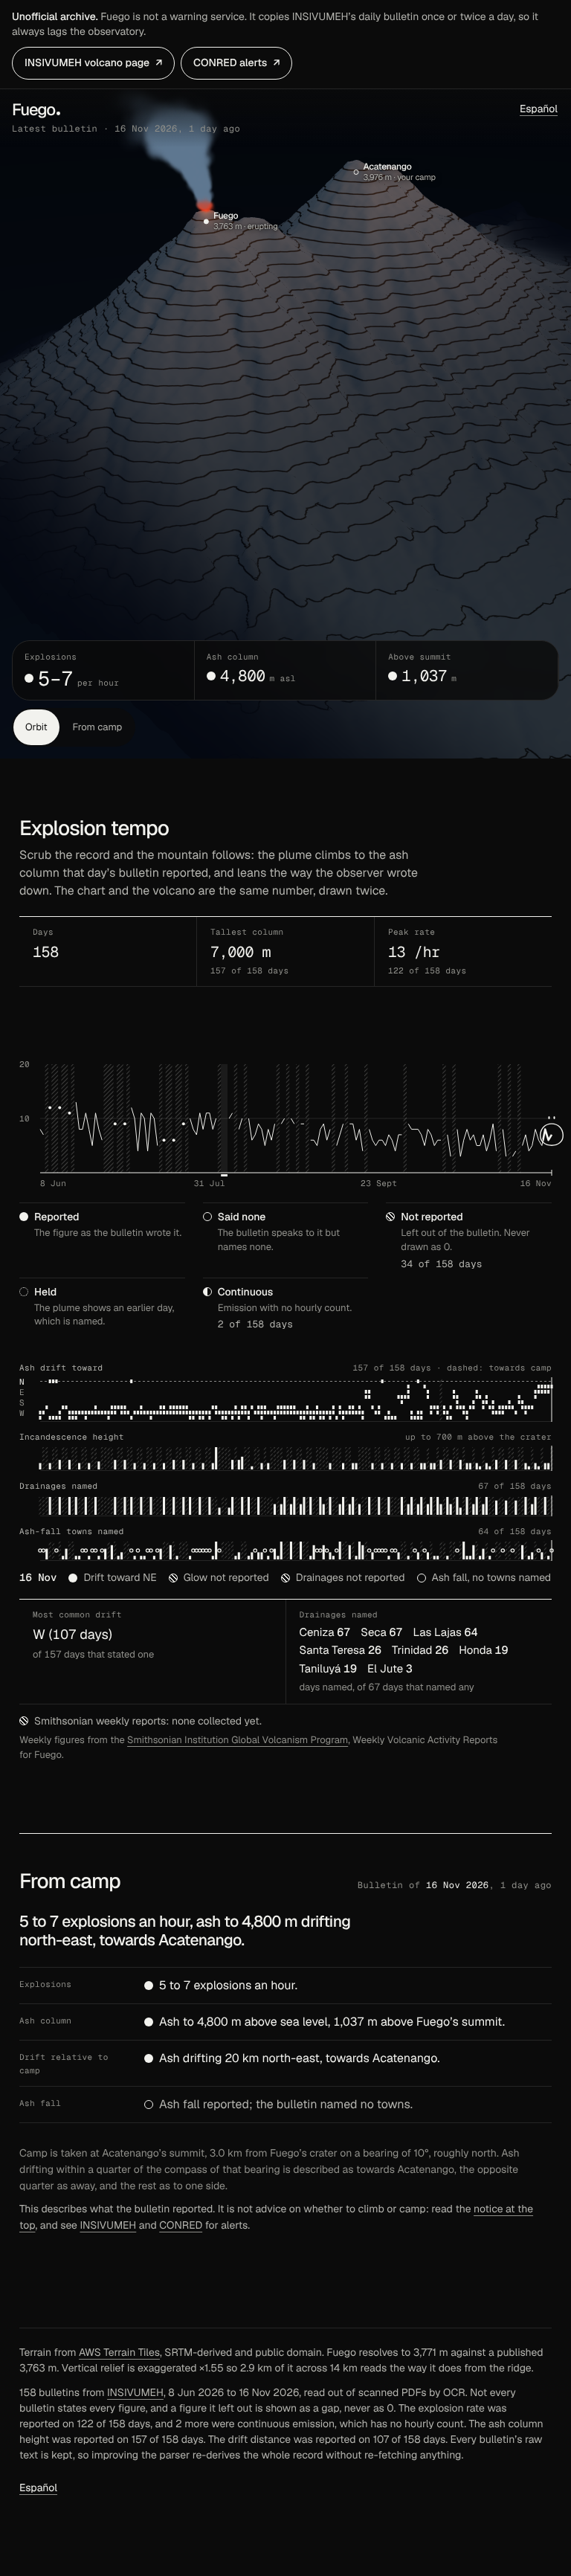 Unofficial archive. Fuego is not a warning service. It copies INSIVUMEH's daily bulletin once or twice a day, so it
always lags the observatory.
INSIVUMEH volcano page ↗ CONRED alerts ↗
Fuego. Español
Latest bulletin · 16 Nov 2026, 1 day ago
Acatenango
3,976 m · your camp
Fuego
3,763 m · erupting
Explosions Ash column Above summit
5–7 per hour 4,800 m asl 1,037 m
Orbit From camp
Explosion tempo
Scrub the record and the mountain follows: the plume climbs to the ash
column that day's bulletin reported, and leans the way the observer wrote
down. The chart and the volcano are the same number, drawn twice.
Days Tallest column Peak rate
158 7,000 m 13 /hr
157 of 158 days 122 of 158 days
20
10
8 Jun 31 Jul 23 Sept 16 Nov
Reported Said none Not reported
The figure as the bulletin wrote it. The bulletin speaks to it but Left out of the bulletin. Never
names none. drawn as 0.
34 of 158 days
Held Continuous
The plume shows an earlier day, Emission with no hourly count.
which is named. 2 of 158 days
Ash drift toward 157 of 158 days · dashed: towards camp
N
E
S
W
Incandescence height up to 700 m above the crater
Drainages named 67 of 158 days
Ash-fall towns named 64 of 158 days
16 Nov Drift toward NE Glow not reported Drainages not reported Ash fall, no towns named
Most common drift Drainages named
W (107 days) Ceniza 67 Seca 67 Las Lajas 64
of 157 days that stated one Santa Teresa 26 Trinidad 26 Honda 19
Taniluyá 19 El Jute 3
days named, of 67 days that named any
Smithsonian weekly reports: none collected yet.
Weekly figures from the Smithsonian Institution Global Volcanism Program, Weekly Volcanic Activity Reports
for Fuego.
From camp Bulletin of 16 Nov 2026, 1 day ago
5 to 7 explosions an hour, ash to 4,800 m drifting
north-east, towards Acatenango.
Explosions 5 to 7 explosions an hour.
Ash column Ash to 4,800 m above sea level, 1,037 m above Fuego's summit.
Drift relative to Ash drifting 20 km north-east, towards Acatenango.
camp
Ash fall Ash fall reported; the bulletin named no towns.
Camp is taken at Acatenango's summit, 3.0 km from Fuego's crater on a bearing of 10°, roughly north. Ash
drifting within a quarter of the compass of that bearing is described as towards Acatenango, the opposite
quarter as away, and the rest as to one side.
This describes what the bulletin reported. It is not advice on whether to climb or camp: read the notice at the
top, and see INSIVUMEH and CONRED for alerts.
Terrain from AWS Terrain Tiles, SRTM-derived and public domain. Fuego resolves to 3,771 m against a published
3,763 m. Vertical relief is exaggerated ×1.55 so 2.9 km of it across 14 km reads the way it does from the ridge.
158 bulletins from INSIVUMEH, 8 Jun 2026 to 16 Nov 2026, read out of scanned PDFs by OCR. Not every
bulletin states every figure, and a figure it left out is shown as a gap, never as 0. The explosion rate was
reported on 122 of 158 days, and 2 more were continuous emission, which has no hourly count. The ash column
height was reported on 157 of 158 days. The drift distance was reported on 107 of 158 days. Every bulletin's raw
text is kept, so improving the parser re-derives the whole record without re-fetching anything.
Español